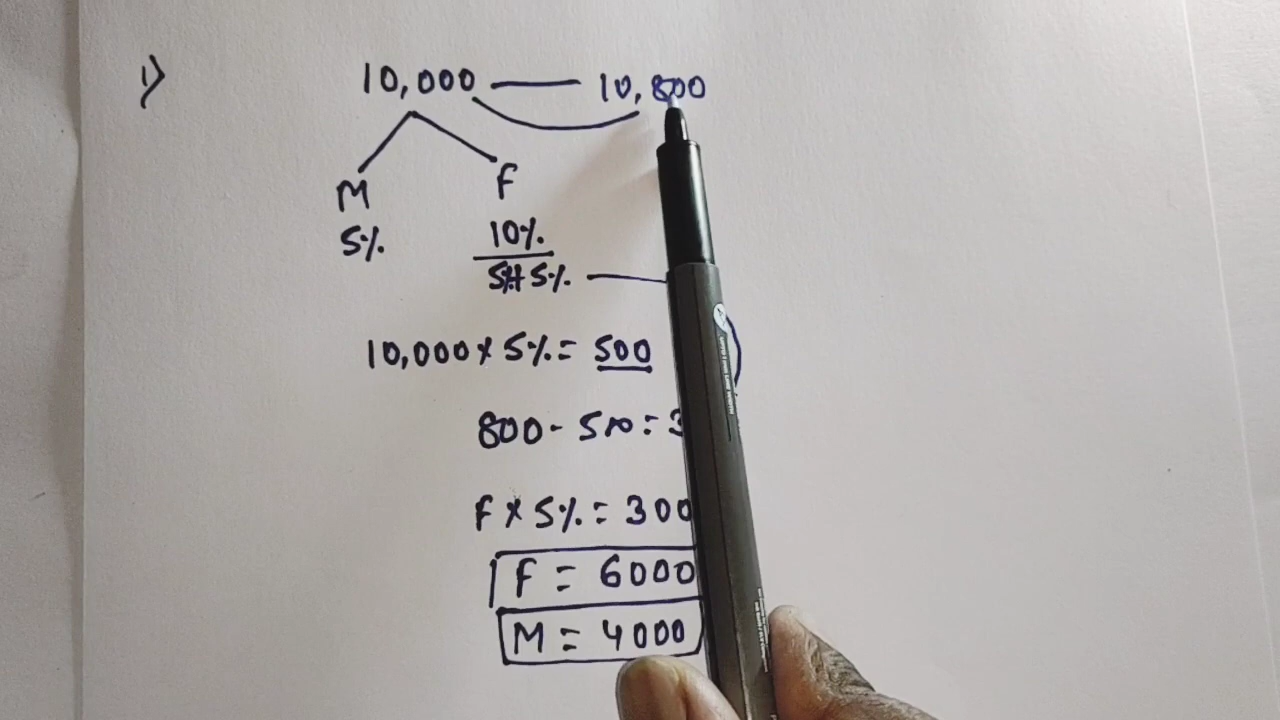 1)
10,000 — 10,800
M F
5% 10%
5% + 5% —
10,000 × 5% = 500
800 - 500 = 3
F × 5% = 300
F = 6000
M = 4000